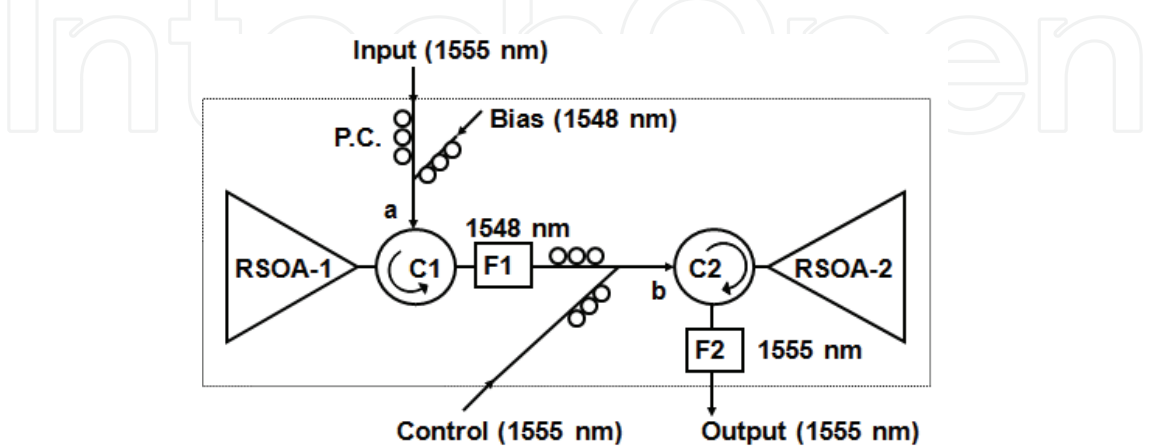 IntechOpen
Input (1555 nm)
P.C.
Bias (1548 nm)
a
1548 nm
RSOA-1
C1
F1
b
C2
RSOA-2
F2
1555 nm
Control (1555 nm)
Output (1555 nm)